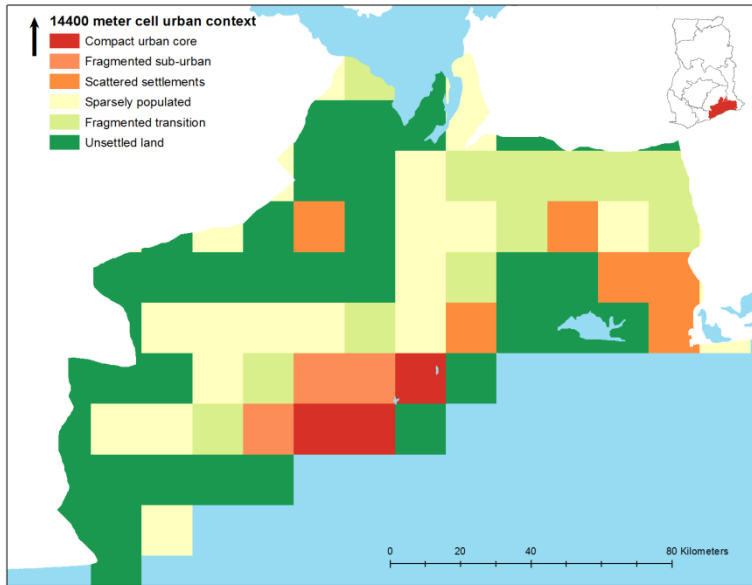 14400 meter cell urban context
Compact urban core
Fragmented sub-urban
Scattered settlements
Sparsely populated
Fragmented transition
Unsettled land
0 20 40 80 Kilometers